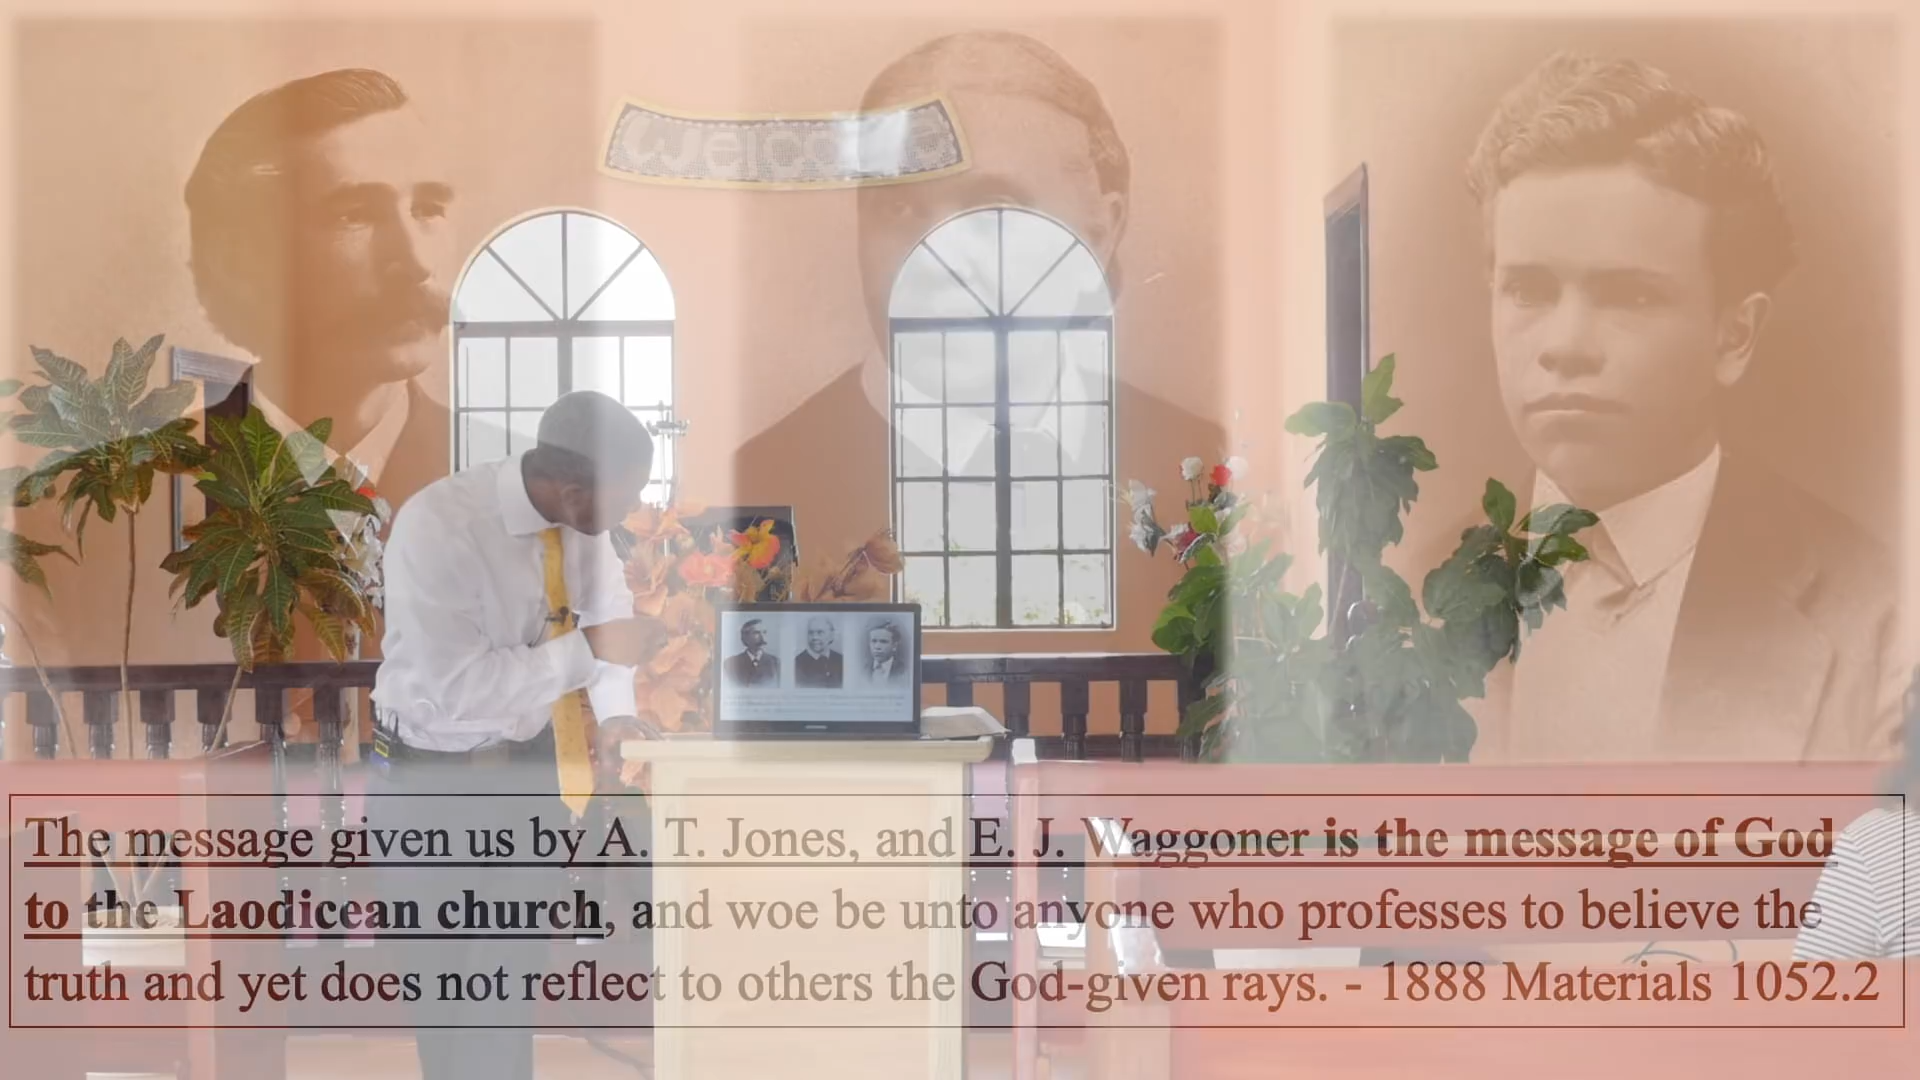 Welcome
The message given us by A. T. Jones, and E. J. Waggoner is the message of God
to the Laodicean church, and woe be unto anyone who professes to believe the
truth and yet does not reflect to others the God-given rays. - 1888 Materials 1052.2